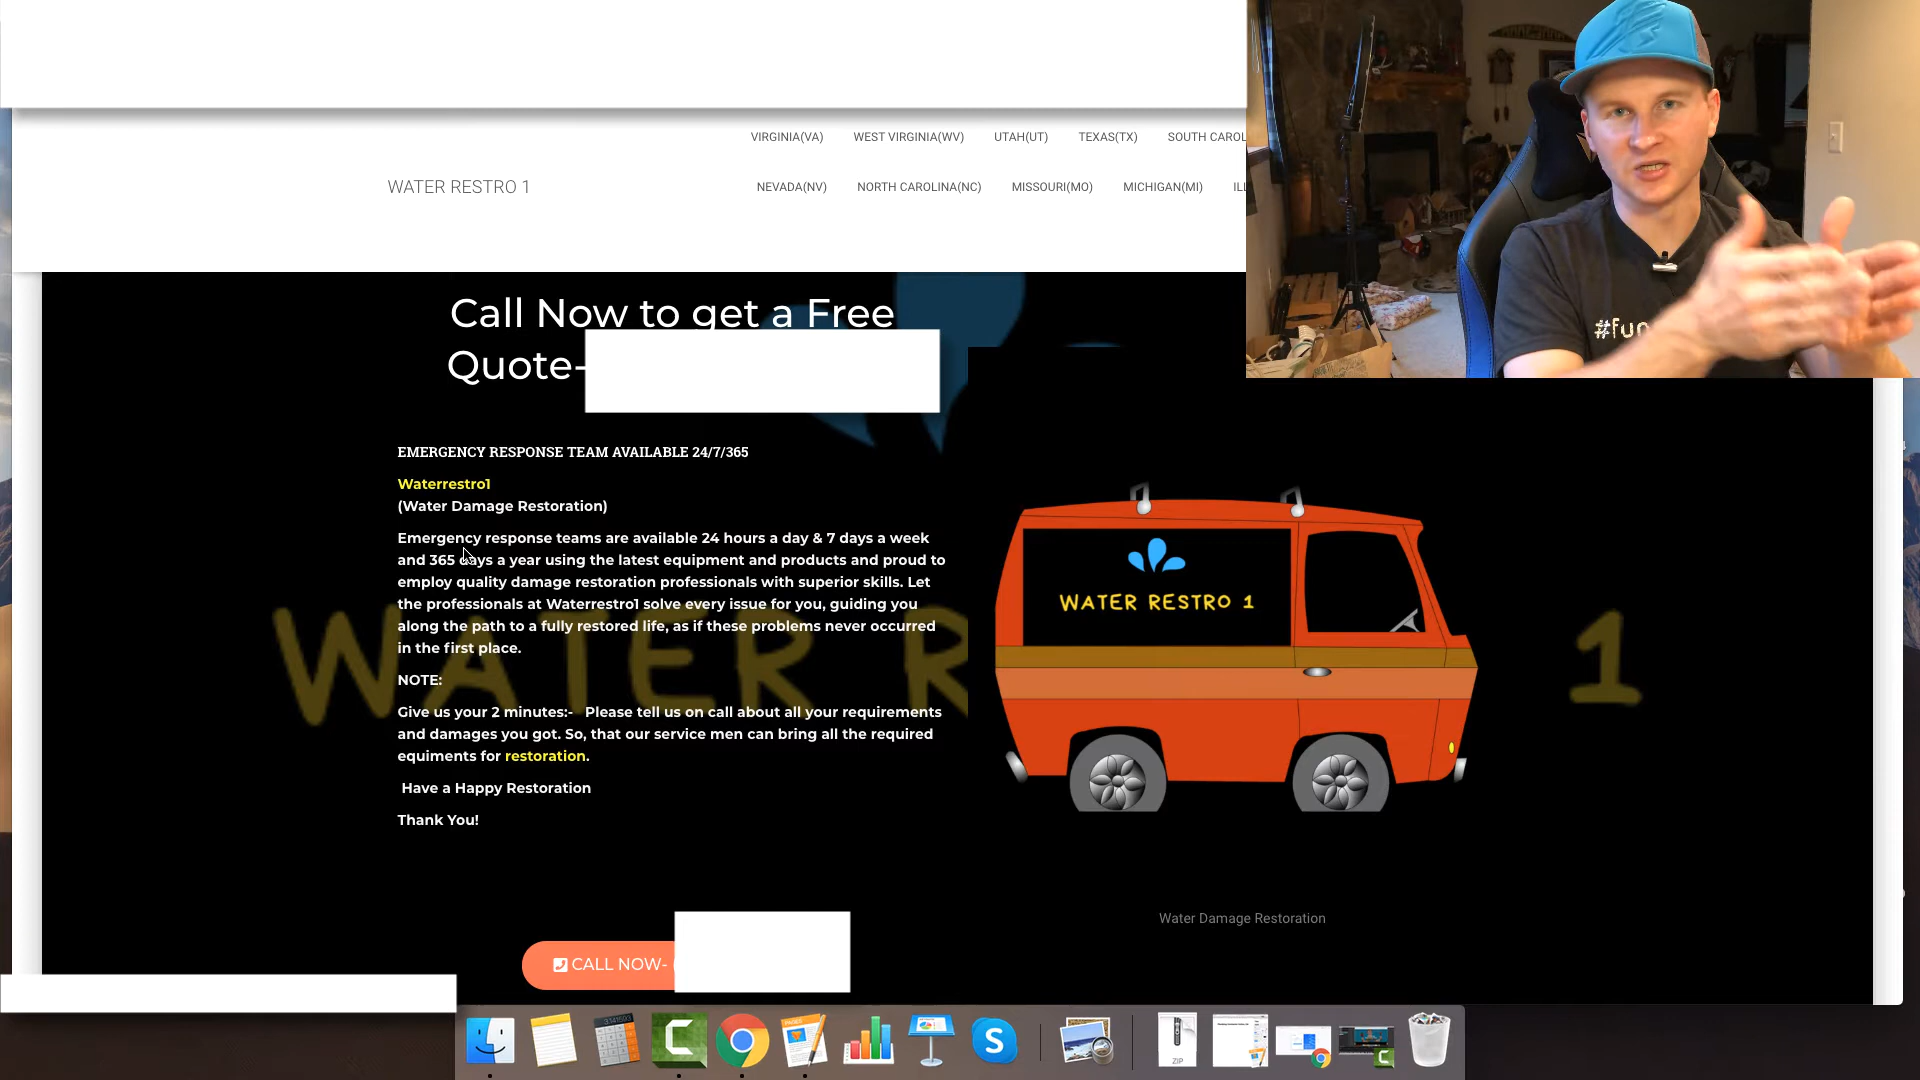 VIRGINIA(VA) WEST VIRGINIA(WV) UTAH(UT) TEXAS(TX) SOUTH CAROL
WATER RESTRO 1
NEVADA(NV) NORTH CAROLINA(NC) MISSOURI(MO) MICHIGAN(MI)
#fun
Call Now to get a Free
Quote-
EMERGENCY RESPONSE TEAM AVAILABLE 24/7/365
Waterrestro1
(Water Damage Restoration)
Emergency response teams are available 24 hours a day & 7 days a week
and 365 days a year using the latest equipment and products and proud to
employ quality damage restoration professionals with superior skills. Let
the professionals at Waterrestro1 solve every issue for you, guiding you
along the path to a fully restored life, as if these problems never occurred
in the first place.
NOTE:
Give us your 2 minutes:- Please tell us on call about all your requirements
and damages you got. So, that our service men can bring all the required
equiments for restoration.
Have a Happy Restoration
Thank You!
WATER R 1
WATER RESTRO 1
Water Damage Restoration
CALL NOW-
ZIP